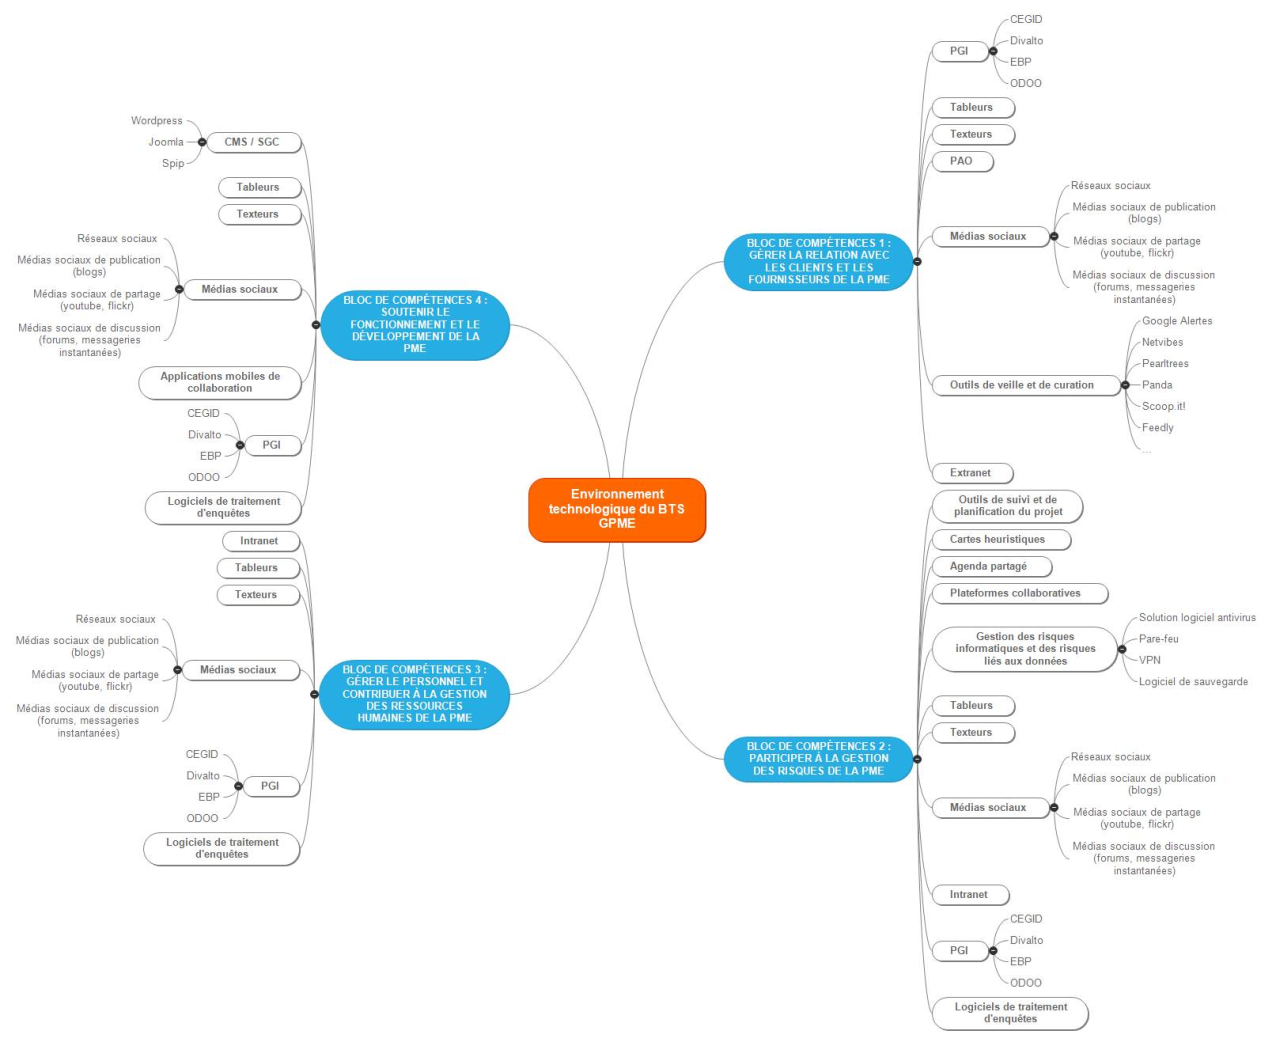 Environnement
technologique du BTS
GPME
BLOC DE COMPÉTENCES 1 :
GÉRER LA RELATION AVEC
LES CLIENTS ET LES
FOURNISSEURS DE LA PME
PGI
CEGID
Divalto
EBP
ODOO
Tableurs
Texteurs
PAO
Médias sociaux
Réseaux sociaux
Médias sociaux de publication
(blogs)
Médias sociaux de partage
(youtube, flickr)
Médias sociaux de discussion
(forums, messageries
instantanées)
Outils de veille et de curation
Google Alertes
Netvibes
Pearltrees
Panda
Scoop.it!
Feedly
...
Extranet
BLOC DE COMPÉTENCES 2 :
PARTICIPER À LA GESTION
DES RISQUES DE LA PME
Outils de suivi et de
planification du projet
Cartes heuristiques
Agenda partagé
Plateformes collaboratives
Gestion des risques
informatiques et des risques
liés aux données
Solution logiciel antivirus
Pare-feu
VPN
Logiciel de sauvegarde
Tableurs
Texteurs
Médias sociaux
Réseaux sociaux
Médias sociaux de publication
(blogs)
Médias sociaux de partage
(youtube, flickr)
Médias sociaux de discussion
(forums, messageries
instantanées)
Intranet
PGI
CEGID
Divalto
EBP
ODOO
Logiciels de traitement
d'enquêtes
BLOC DE COMPÉTENCES 3 :
GÉRER LE PERSONNEL ET
CONTRIBUER À LA GESTION
DES RESSOURCES
HUMAINES DE LA PME
Intranet
Tableurs
Texteurs
Médias sociaux
Réseaux sociaux
Médias sociaux de publication
(blogs)
Médias sociaux de partage
(youtube, flickr)
Médias sociaux de discussion
(forums, messageries
instantanées)
PGI
CEGID
Divalto
EBP
ODOO
Logiciels de traitement
d'enquêtes
BLOC DE COMPÉTENCES 4 :
SOUTENIR LE
FONCTIONNEMENT ET LE
DÉVELOPPEMENT DE LA
PME
CMS / SGC
Wordpress
Joomla
Spip
Tableurs
Texteurs
Médias sociaux
Réseaux sociaux
Médias sociaux de publication
(blogs)
Médias sociaux de partage
(youtube, flickr)
Médias sociaux de discussion
(forums, messageries
instantanées)
Applications mobiles de
collaboration
PGI
CEGID
Divalto
EBP
ODOO
Logiciels de traitement
d'enquêtes